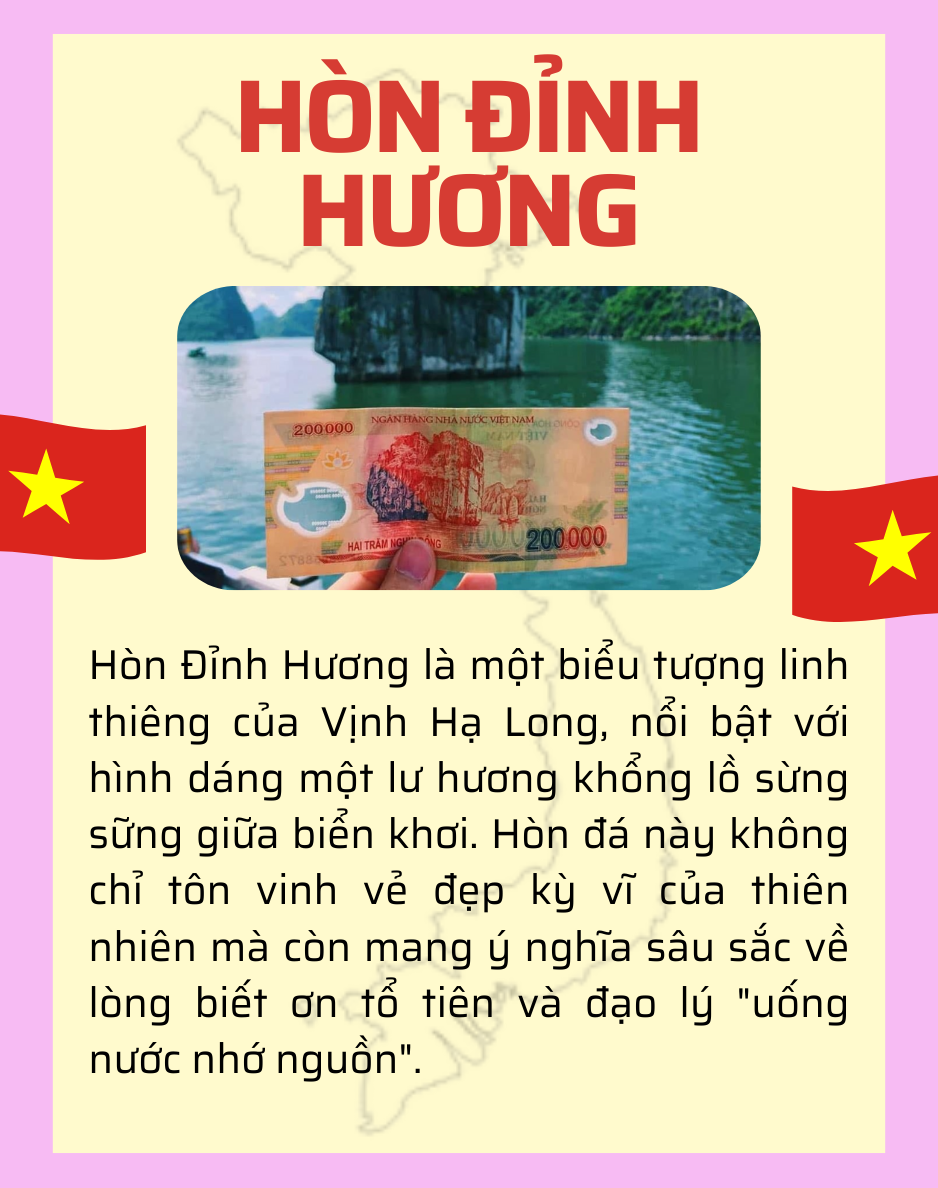 HÒN ĐỈNH
HƯƠNG
NGÂN HÀNG NHÀ NƯỚC VIỆT NAM
200000
HAI TRĂM NGHÌN ĐỒNG
200000
Hòn Đỉnh Hương là một biểu tượng linh
thiêng của Vịnh Hạ Long, nổi bật với
hình dáng một lư hương khổng lồ sừng
sững giữa biển khơi. Hòn đá này không
chỉ tôn vinh vẻ đẹp kỳ vĩ của thiên
nhiên mà còn mang ý nghĩa sâu sắc về
lòng biết ơn tổ tiên và đạo lý "uống
nước nhớ nguồn".